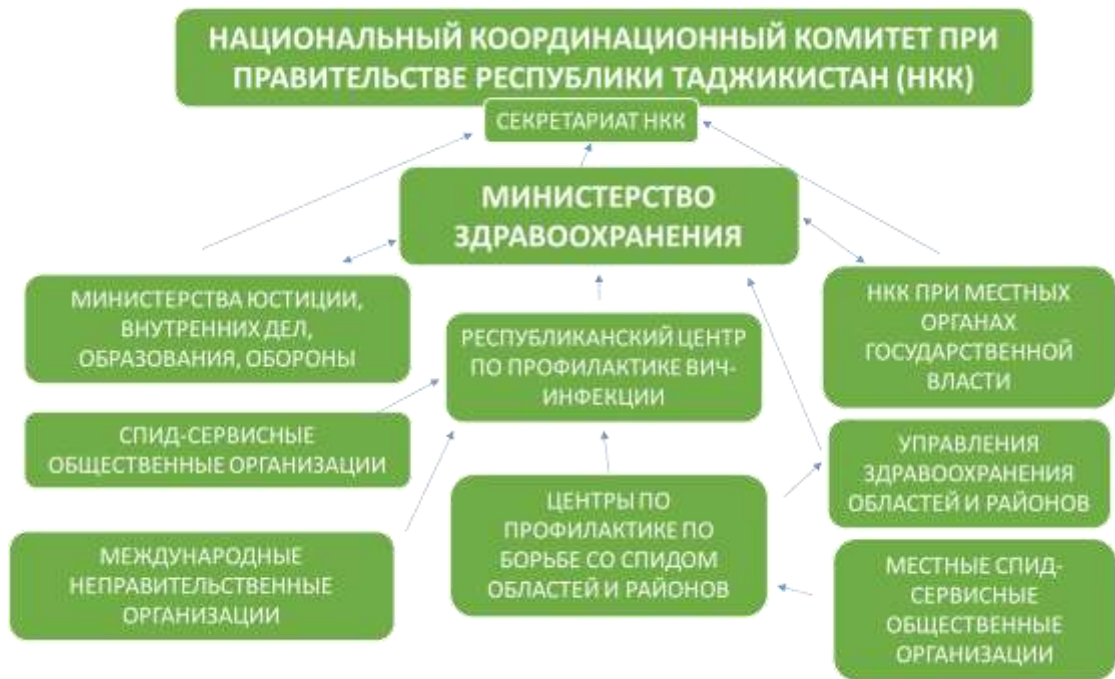 НАЦИОНАЛЬНЫЙ КООРДИНАЦИОННЫЙ КОМИТЕТ ПРИ
ПРАВИТЕЛЬСТВЕ РЕСПУБЛИКИ ТАДЖИКИСТАН (НКК)
СЕКРЕТАРИАТ НКК
МИНИСТЕРСТВО
ЗДРАВООХРАНЕНИЯ
МИНИСТЕРСТВА ЮСТИЦИИ,
ВНУТРЕННИХ ДЕЛ,
ОБРАЗОВАНИЯ, ОБОРОНЫ
РЕСПУБЛИКАНСКИЙ ЦЕНТР
ПО ПРОФИЛАКТИКЕ ВИЧ-
ИНФЕКЦИИ
НКК ПРИ МЕСТНЫХ
ОРГАНАХ
ГОСУДАРСТВЕННОЙ
ВЛАСТИ
СПИД-СЕРВИСНЫЕ
ОБЩЕСТВЕННЫЕ ОРГАНИЗАЦИИ
УПРАВЛЕНИЯ
ЗДРАВООХРАНЕНИЯ
ОБЛАСТЕЙ И РАЙОНОВ
МЕЖДУНАРОДНЫЕ
НЕПРАВИТЕЛЬСТВЕННЫЕ
ОРГАНИЗАЦИИ
ЦЕНТРЫ ПО
ПРОФИЛАКТИКЕ ПО
БОРЬБЕ СО СПИДОМ
ОБЛАСТЕЙ И РАЙОНОВ
МЕСТНЫЕ СПИД-
СЕРВИСНЫЕ
ОБЩЕСТВЕННЫЕ
ОРГАНИЗАЦИИ